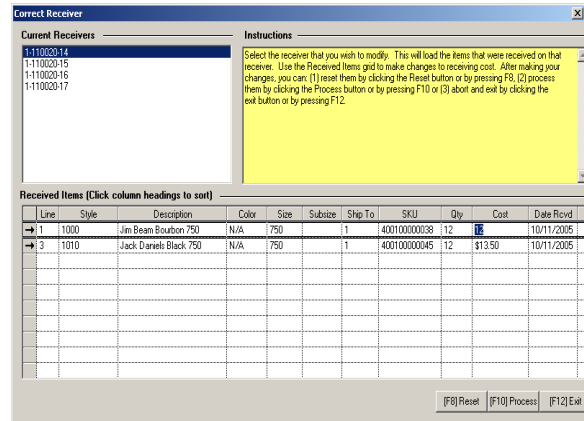 Correct Receiver
Current Receivers
1-110020-14
1-110020-15
1-110020-16
1-110020-17
Instructions
Select the receiver that you wish to modify. This will load the items that were received on that
receiver. Use the Received Items grid to make changes to receiving cost. After making your
changes, you can: (1) reset them by clicking the Reset button or by pressing F8, (2) process
them by clicking the Process button or by pressing F10 or (3) abort and exit by clicking the
exit button or by pressing F12.
Received Items (Click column headings to sort)
Line Style Description Color Size Subsize Ship To SKU Qty Cost Date Rcvd
1 1000 Jim Beam Bourbon 750 N/A 750 1 400100000038 12 12 10/11/2005
3 1010 Jack Daniels Black 750 N/A 750 1 400100000045 12 $13.50 10/11/2005
[F8] Reset [F10] Process [F12] Exit